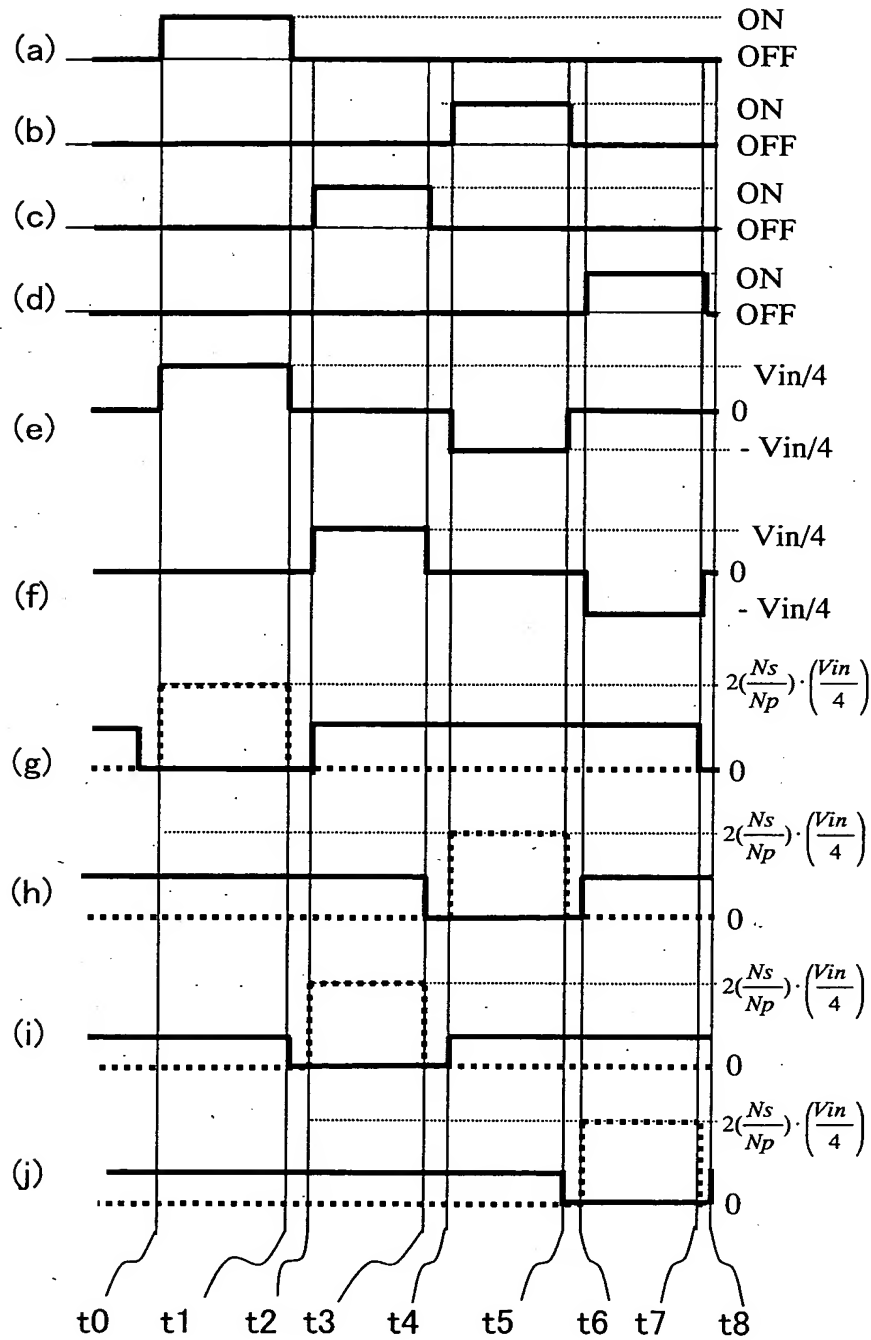 (a) ON
OFF
(b) ON
OFF
(c) ON
OFF
(d) ON
OFF
(e) Vin/4
0
- Vin/4
(f) Vin/4
0
- Vin/4
(g) 2(Ns/Np)·(Vin/4)
0
(h) 2(Ns/Np)·(Vin/4)
0
(i) 2(Ns/Np)·(Vin/4)
0
(j) 2(Ns/Np)·(Vin/4)
0
t0 t1 t2 t3 t4 t5 t6 t7 t8